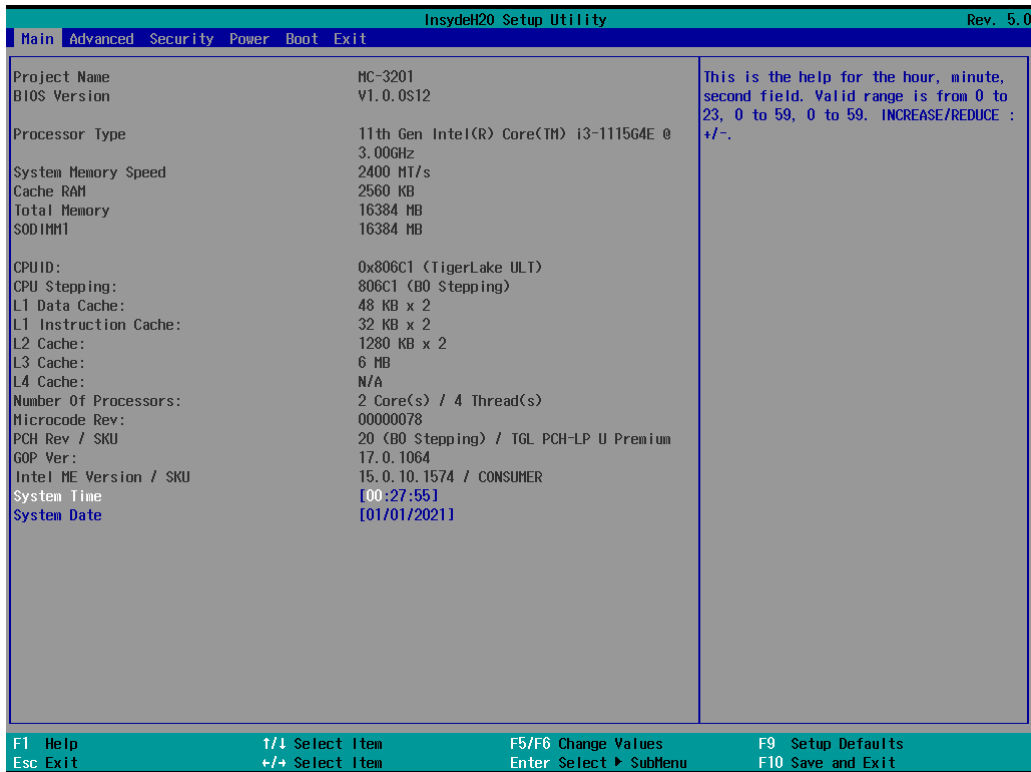 InsydeH20 Setup Utility Rev. 5.0
Main Advanced Security Power Boot Exit
Project Name MC-3201
BIOS Version V1.0.0S12
Processor Type 11th Gen Intel(R) Core(TM) i3-1115G4E @
3.00GHz
System Memory Speed 2400 MT/s
Cache RAM 2560 KB
Total Memory 16384 MB
SODIMM1 16384 MB
CPUID: 0x806C1 (TigerLake ULT)
CPU Stepping: 806C1 (B0 Stepping)
L1 Data Cache: 48 KB x 2
L1 Instruction Cache: 32 KB x 2
L2 Cache: 1280 KB x 2
L3 Cache: 6 MB
L4 Cache: N/A
Number Of Processors: 2 Core(s) / 4 Thread(s)
Microcode Rev: 00000078
PCH Rev / SKU 20 (B0 Stepping) / TGL PCH-LP U Premium
GOP Ver: 17.0.1064
Intel ME Version / SKU 15.0.10.1574 / CONSUMER
System Time [00:27:55]
System Date [01/01/2021]
This is the help for the hour, minute,
second field. Valid range is from 0 to
23, 0 to 59, 0 to 59. INCREASE/REDUCE :
+/-.
F1 Help ↑/↓ Select Item F5/F6 Change Values F9 Setup Defaults
Esc Exit ←/→ Select Item Enter Select ▶ SubMenu F10 Save and Exit